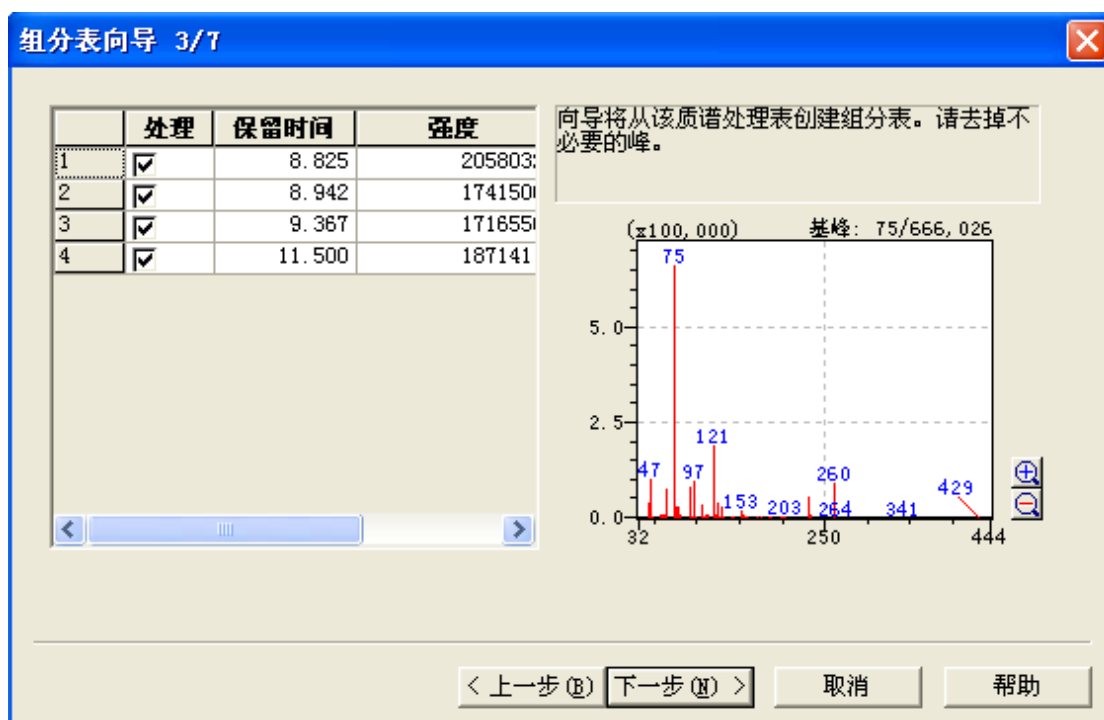 组分表向导 3/7
处理 保留时间 强度
1 8.825 205803
2 8.942 174150
3 9.367 171655
4 11.500 187141
向导将从该质谱处理表创建组分表。请去掉不
必要的峰。
(x100,000) 基峰: 75/666,026
75
5.0
2.5
121
47 97 260
153 203 264 341 429
0.0
32 250 444
< 上一步(B) 下一步(N) > 取消 帮助